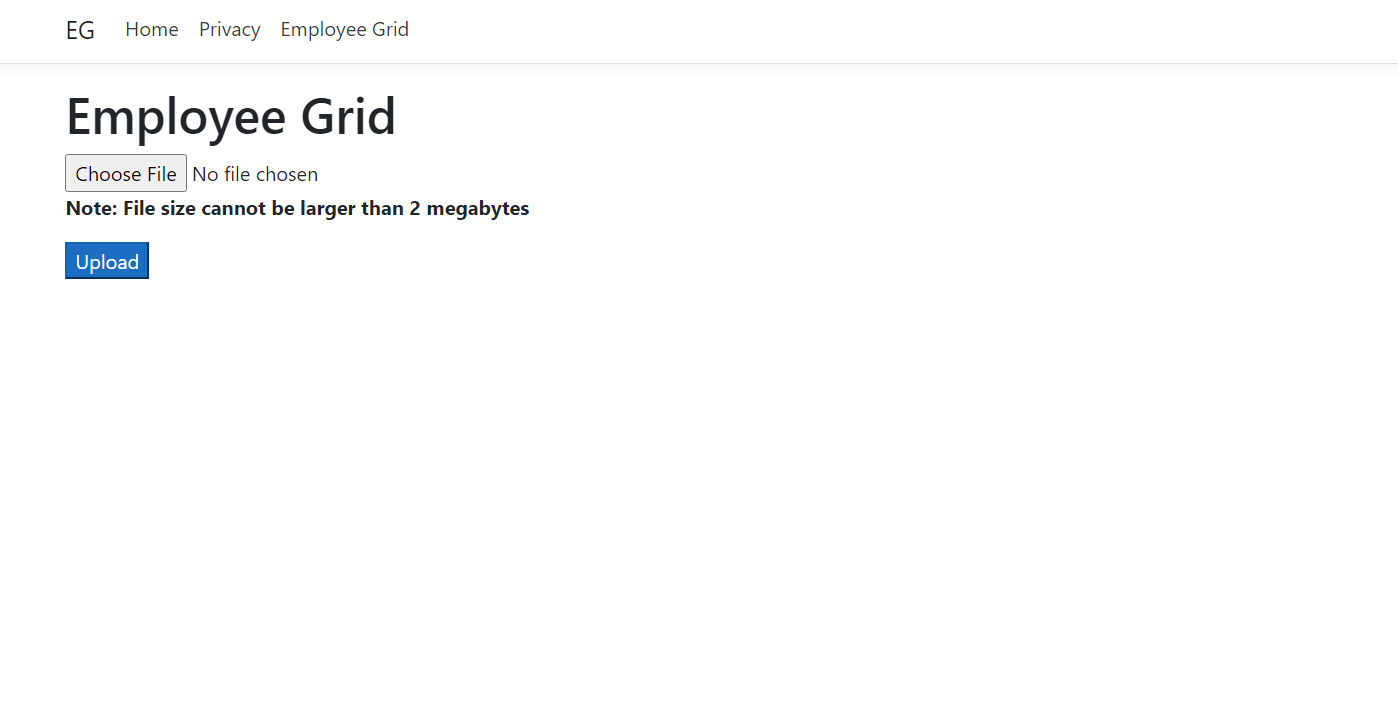 EG Home Privacy Employee Grid
Employee Grid
Choose File No file chosen
Note: File size cannot be larger than 2 megabytes
Upload